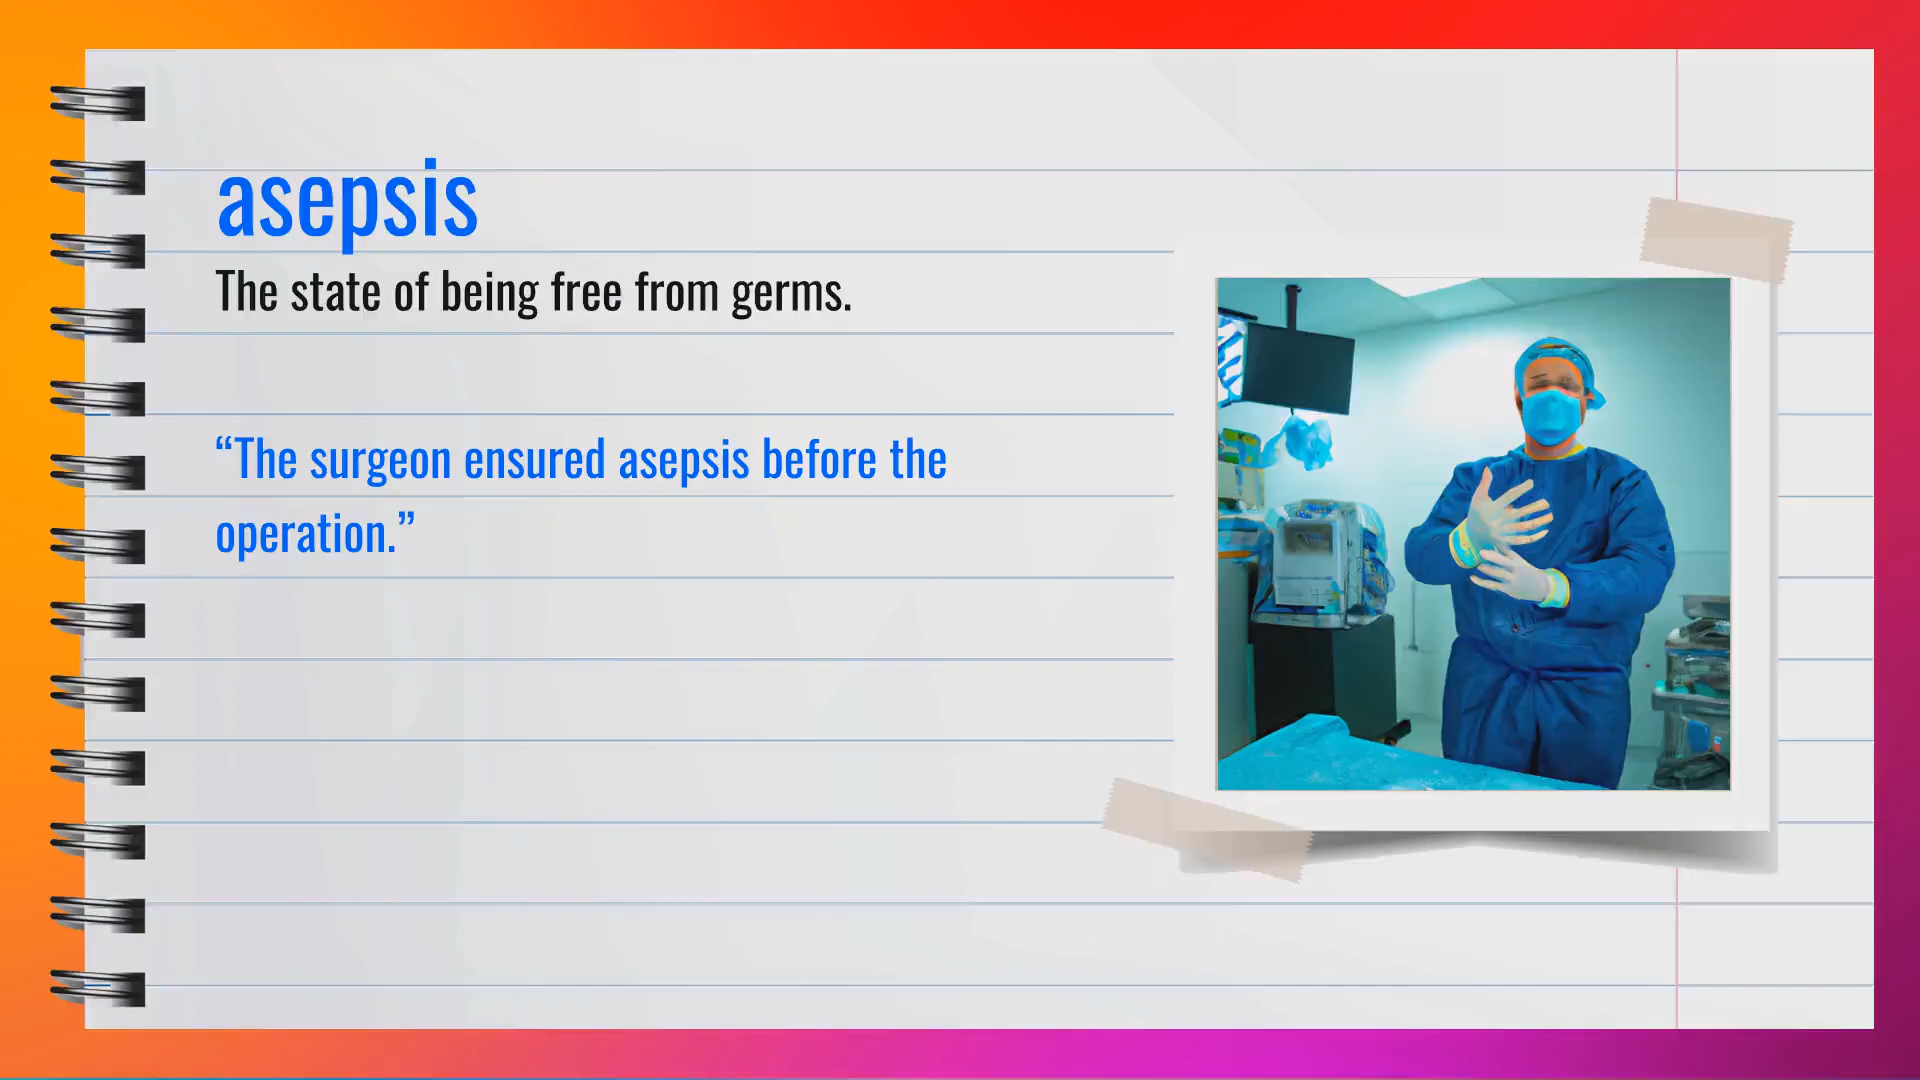 asepsis
The state of being free from germs.
“The surgeon ensured asepsis before the
operation.”